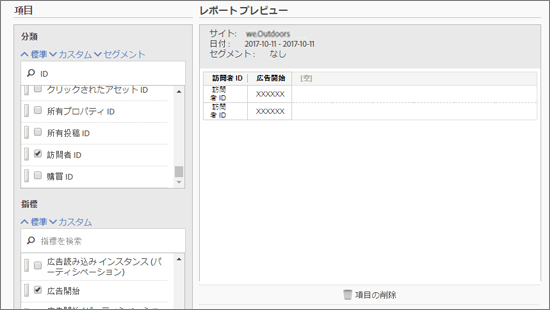 項目
分類
標準 カスタム セグメント
ID
クリックされたアセット ID
所有プロパティ ID
所有投稿 ID
訪問者 ID
購買 ID
指標
標準 カスタム
指標を検索
広告読み込み インスタンス (パ
ーティシペーション)
広告開始
レポート プレビュー
サイト: we.Outdoors
日付: 2017-10-11 - 2017-10-11
セグメント: なし
訪問者 ID 広告開始 [空]
訪問
者 ID XXXXXX
訪問
者 ID XXXXXX
項目の削除